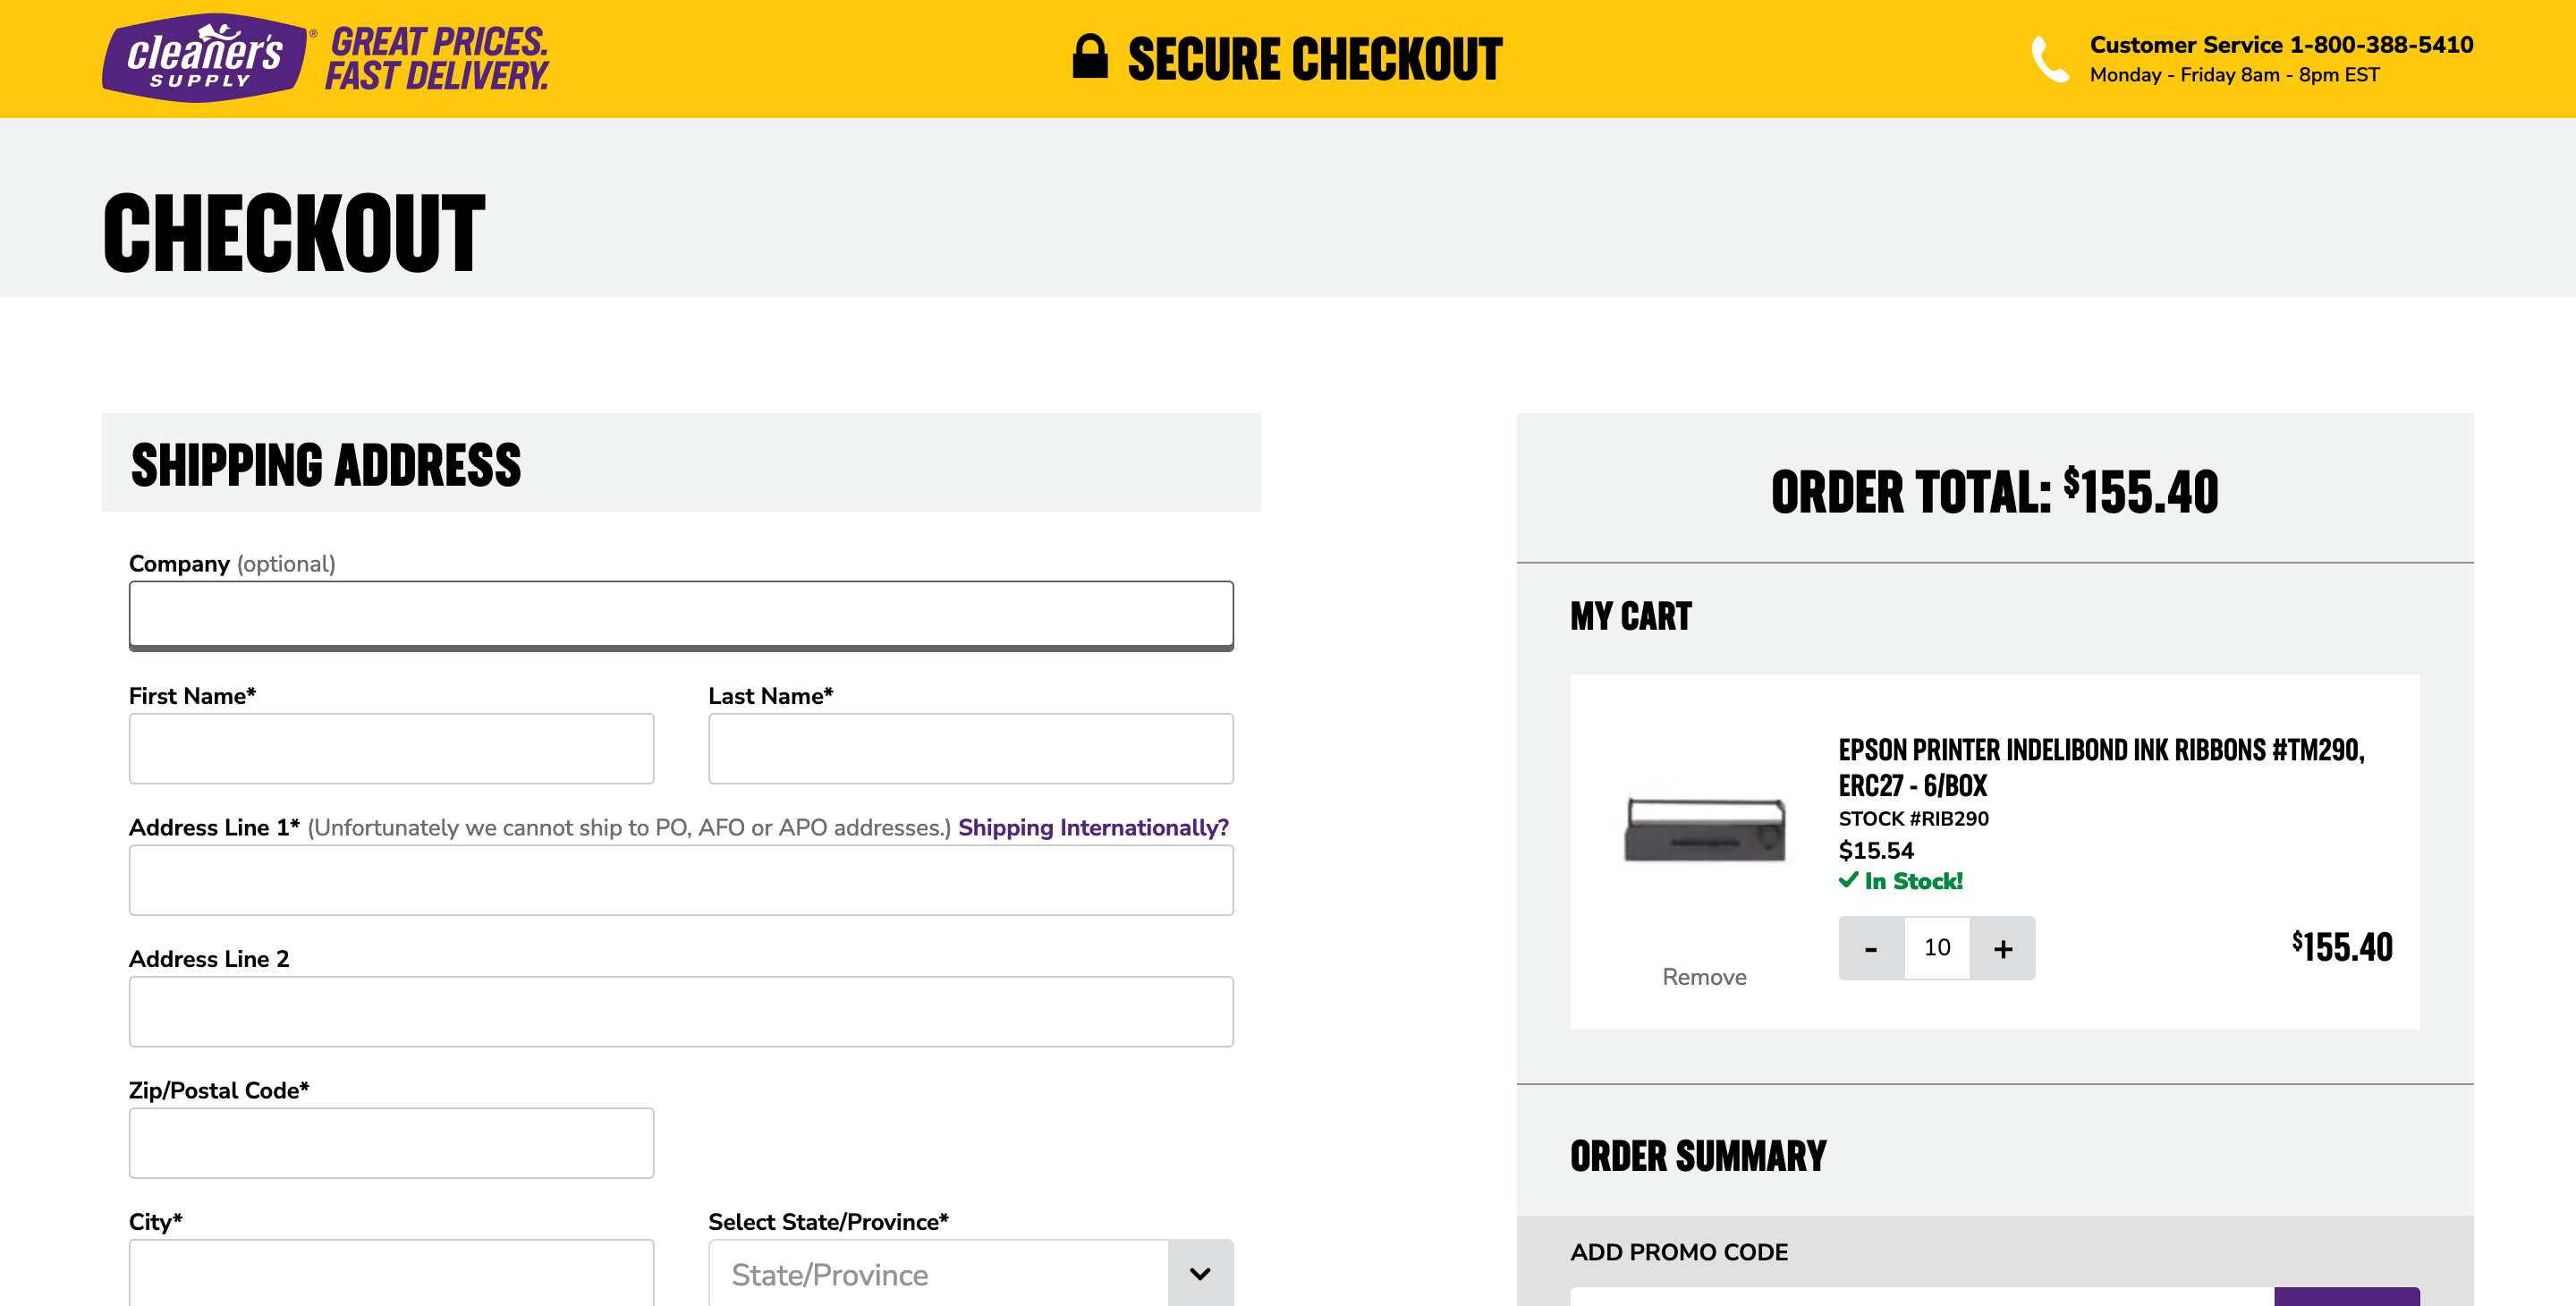 cleaner's
SUPPLY
®
GREAT PRICES.
FAST DELIVERY.
SECURE CHECKOUT
Customer Service 1-800-388-5410
Monday - Friday 8am - 8pm EST
CHECKOUT
SHIPPING ADDRESS
Company (optional)
First Name*
Last Name*
Address Line 1* (Unfortunately we cannot ship to PO, AFO or APO addresses.) Shipping Internationally?
Address Line 2
Zip/Postal Code*
City*
Select State/Province*
State/Province
ORDER TOTAL: $155.40
MY CART
EPSON PRINTER INDELIBOND INK RIBBONS #TM290,
ERC27 - 6/BOX
STOCK #RIB290
$15.54
In Stock!
- 10 +
$155.40
Remove
ORDER SUMMARY
ADD PROMO CODE